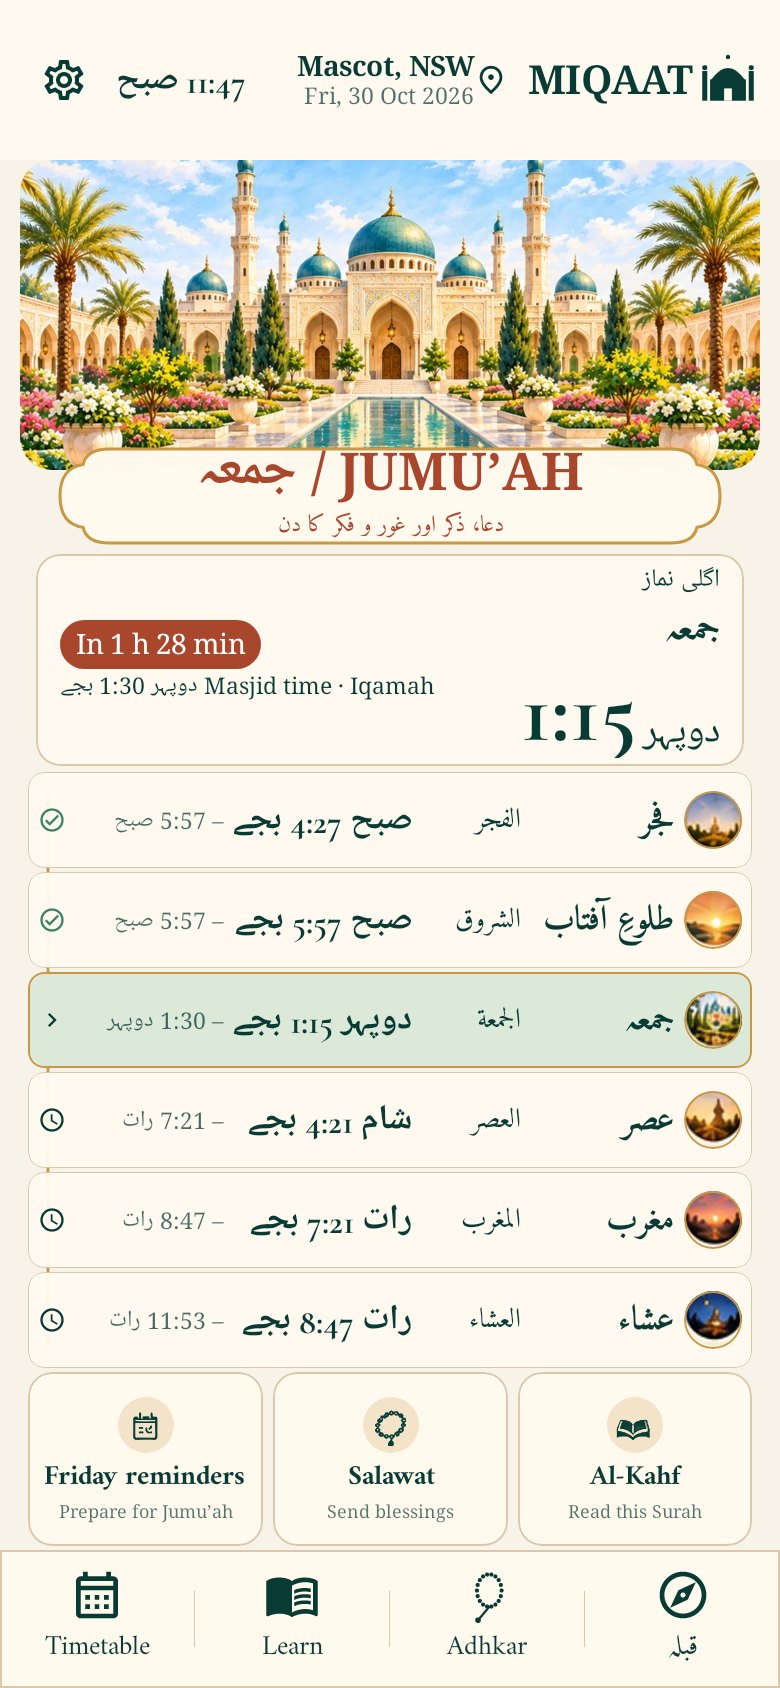 MIQAAT
Mascot, NSW
Fri, 30 Oct 2026
11:47 صبح
جمعہ / JUMU’AH
دعا، ذکر اور غور و فکر کا دن
اگلی نماز
جمعہ
1:15 دوپہر
In 1 h 28 min
Masjid time · Iqamah 1:30 دوپہر بجے
فجر الفجر صبح 4:27 بجے – 5:57 صبح
طلوعِ آفتاب الشروق صبح 5:57 بجے – 5:57 صبح
جمعہ الجمعة دوپہر 1:15 بجے – 1:30 دوپہر
عصر العصر شام 4:21 بجے – 7:21 رات
مغرب المغرب رات 7:21 بجے – 8:47 رات
عشاء العشاء رات 8:47 بجے – 11:53 رات
Friday reminders
Prepare for Jumu’ah
Salawat
Send blessings
Al-Kahf
Read this Surah
Timetable
Learn
Adhkar
قبلہ